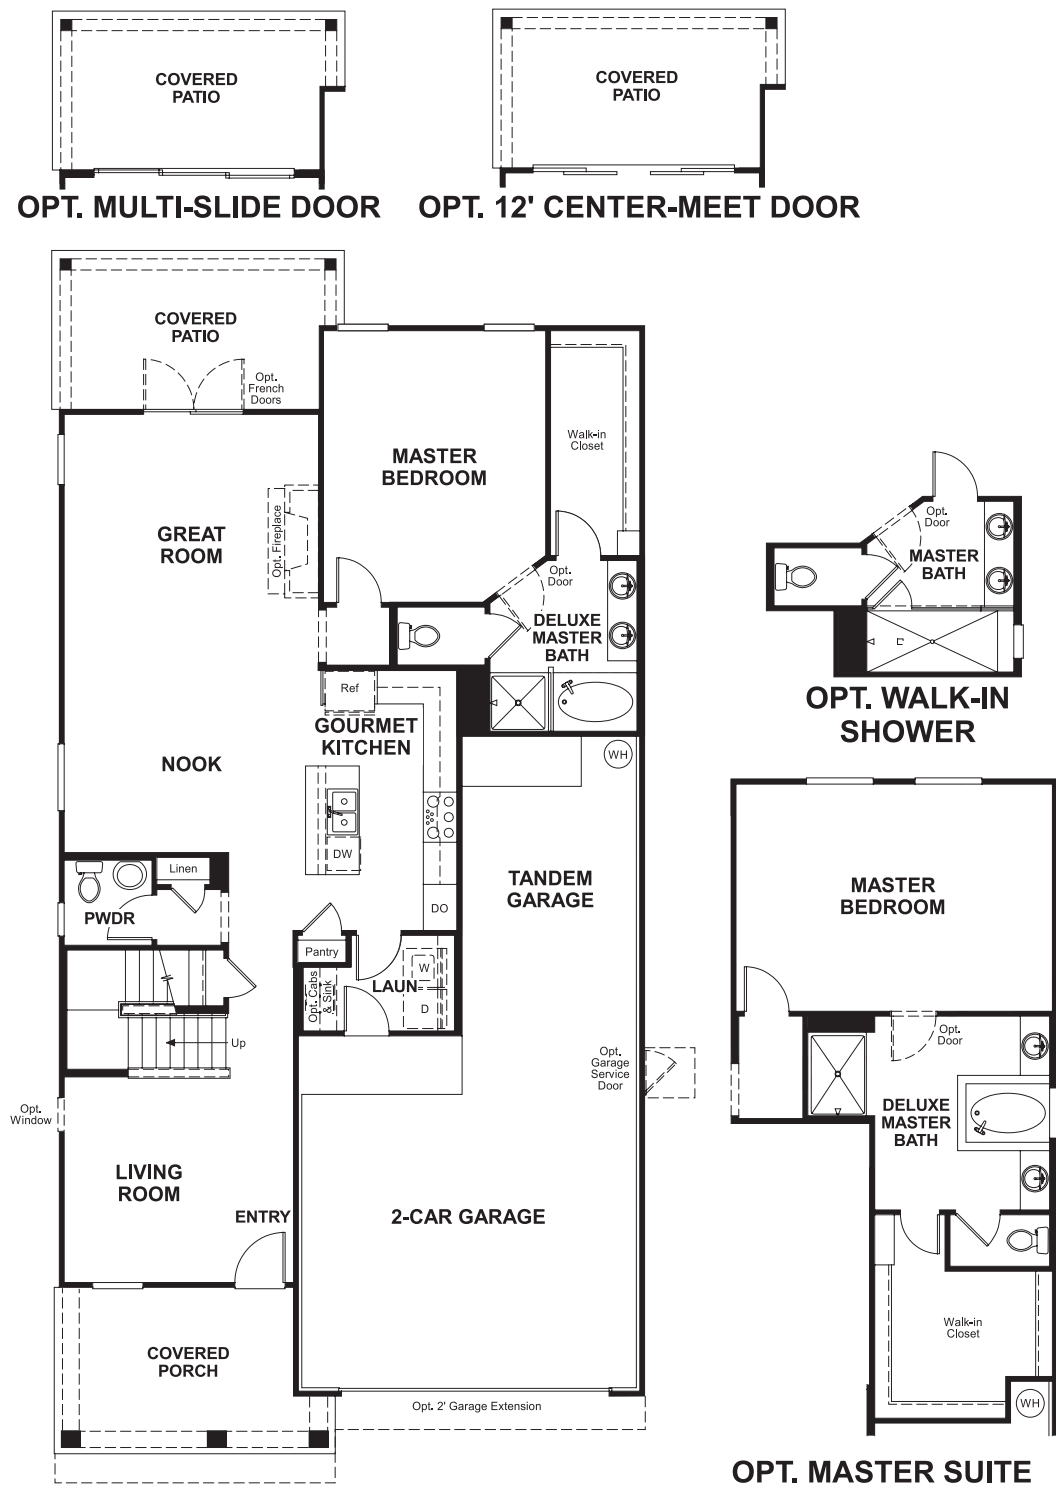 COVERED
PATIO
COVERED
PATIO
OPT. MULTI-SLIDE DOOR
OPT. 12' CENTER-MEET DOOR
COVERED
PATIO
Opt.
French
Doors
MASTER
BEDROOM
Walk-in
Closet
GREAT
ROOM
Opt. Fireplace
Opt.
Door
DELUXE
MASTER
BATH
Opt.
Door
MASTER
BATH
OPT. WALK-IN
SHOWER
Ref
GOURMET
KITCHEN
NOOK
WH
DW
DO
TANDEM
GARAGE
Linen
PWDR
Pantry
Opt. Cabs
& Sink
LAUN
W
D
Up
Opt.
Garage
Service
Door
Opt.
Window
LIVING
ROOM
ENTRY
2-CAR GARAGE
COVERED
PORCH
Opt. 2' Garage Extension
MASTER
BEDROOM
Opt.
Door
DELUXE
MASTER
BATH
Walk-in
Closet
WH
OPT. MASTER SUITE